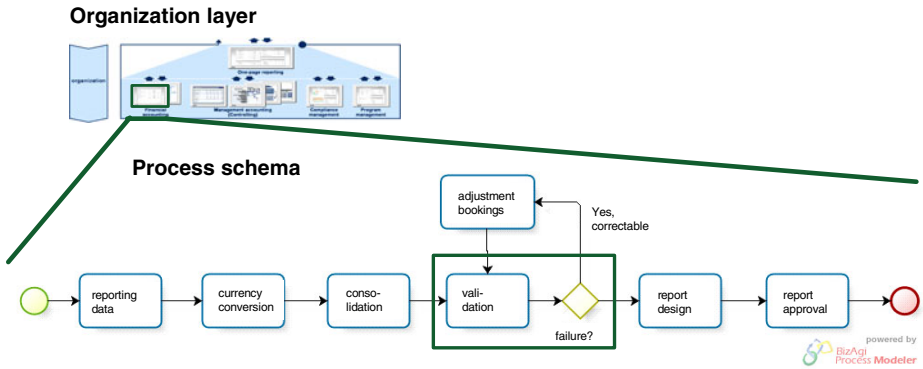 Organization layer
organization
One-page reporting
Financial
accounting
Management accounting
(Controlling)
Compliance
management
Program
management
Process schema
adjustment
bookings
Yes,
correctable
reporting
data
currency
conversion
conso-
lidation
vali-
dation
failure?
report
design
report
approval
powered by
BizAgi
Process Modeler